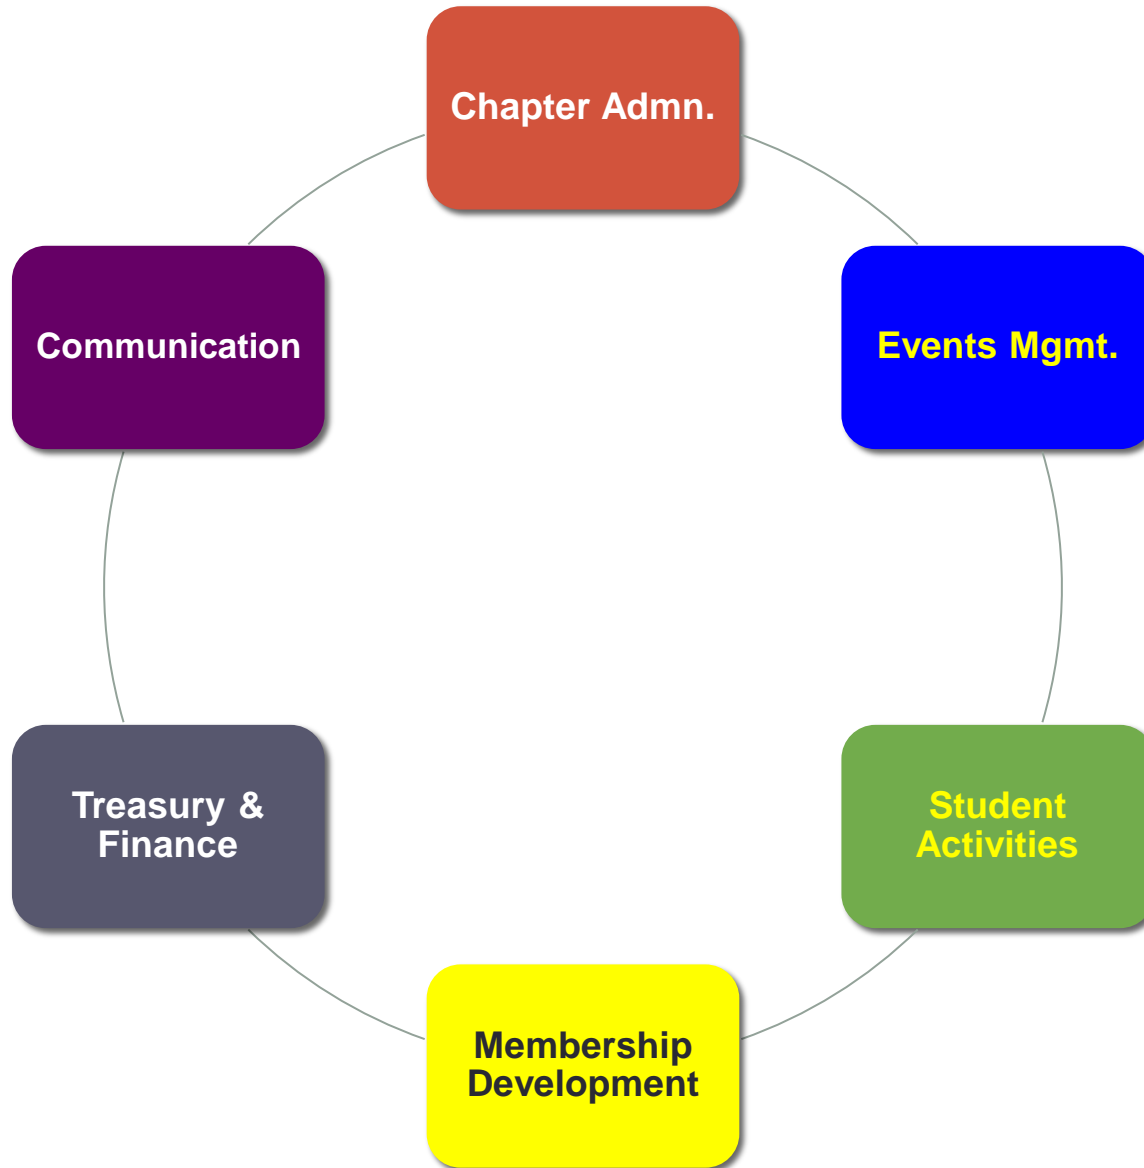 Chapter Admn.
Events Mgmt.
Student
Activities
Membership
Development
Treasury &
Finance
Communication